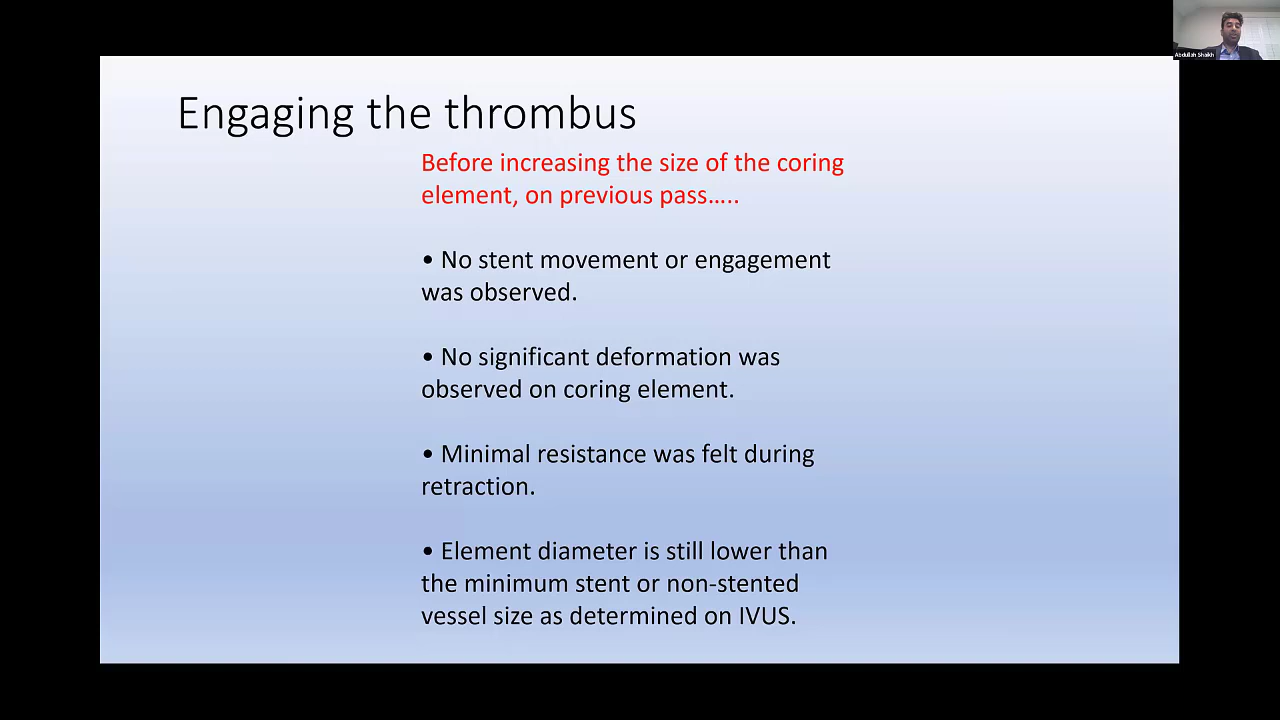 Abdullah Shaikh
Engaging the thrombus
Before increasing the size of the coring
element, on previous pass…..
• No stent movement or engagement
was observed.
• No significant deformation was
observed on coring element.
• Minimal resistance was felt during
retraction.
• Element diameter is still lower than
the minimum stent or non-stented
vessel size as determined on IVUS.